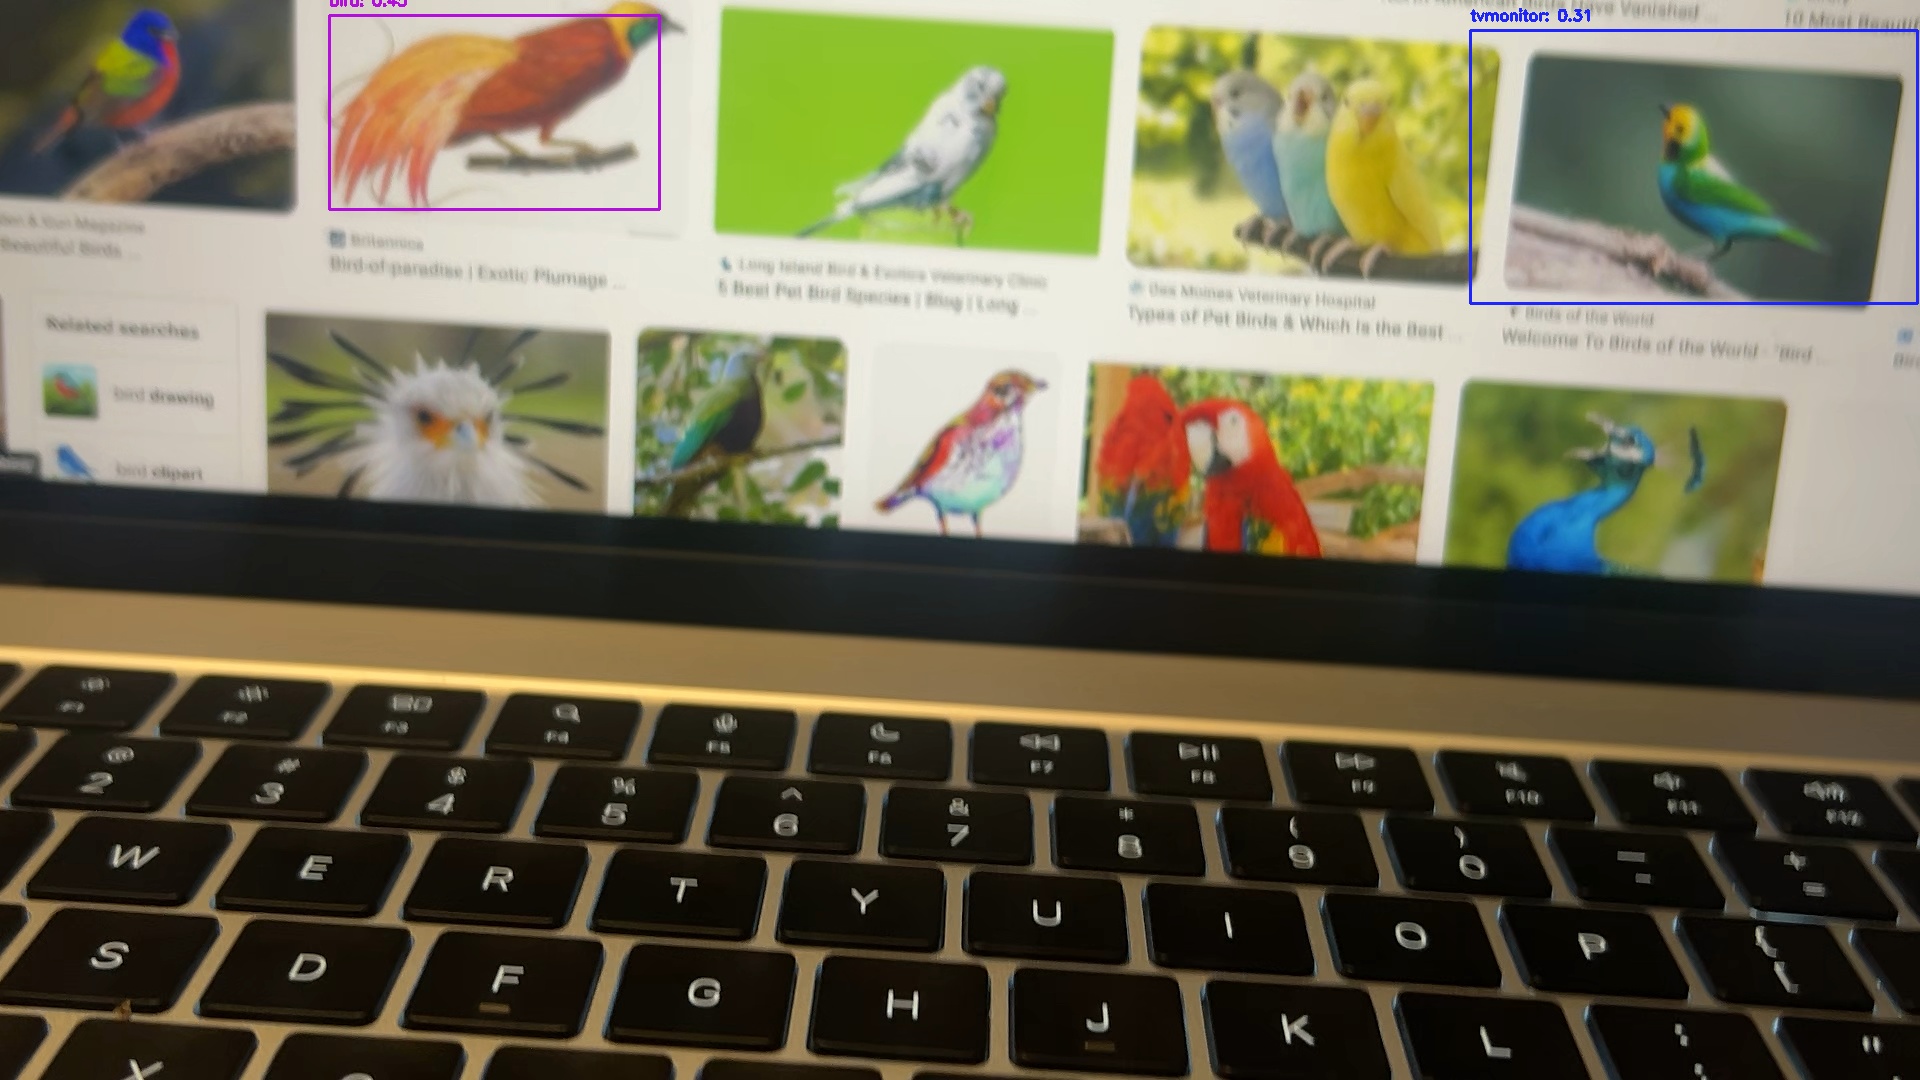 bird: 0.45
tvmonitor: 0.31
Have Vanished ...
10 Most Beautif
& Gun Magazine
Beautiful Birds ...
Britannica
Bird-of-paradise | Exotic Plumage ...
Long Island Bird & Exotics Veterinary Clinic
5 Best Pet Bird Species | Blog | Long ...
Des Moines Veterinary Hospital
Types of Pet Birds & Which Is the Best ...
Birds of the World
Welcome To Birds of the World - "Bird ...
Related searches
bird drawing
bird clipart
F1 F2 F3 F4 F5 F6 F7 F8 F9 F10 F11 F12
@ # $ % ^ & * ( ) +
2 3 4 5 6 7 8 9 0 - =
W E R T Y U I O P {
[
S D F G H J K L : "
;
X